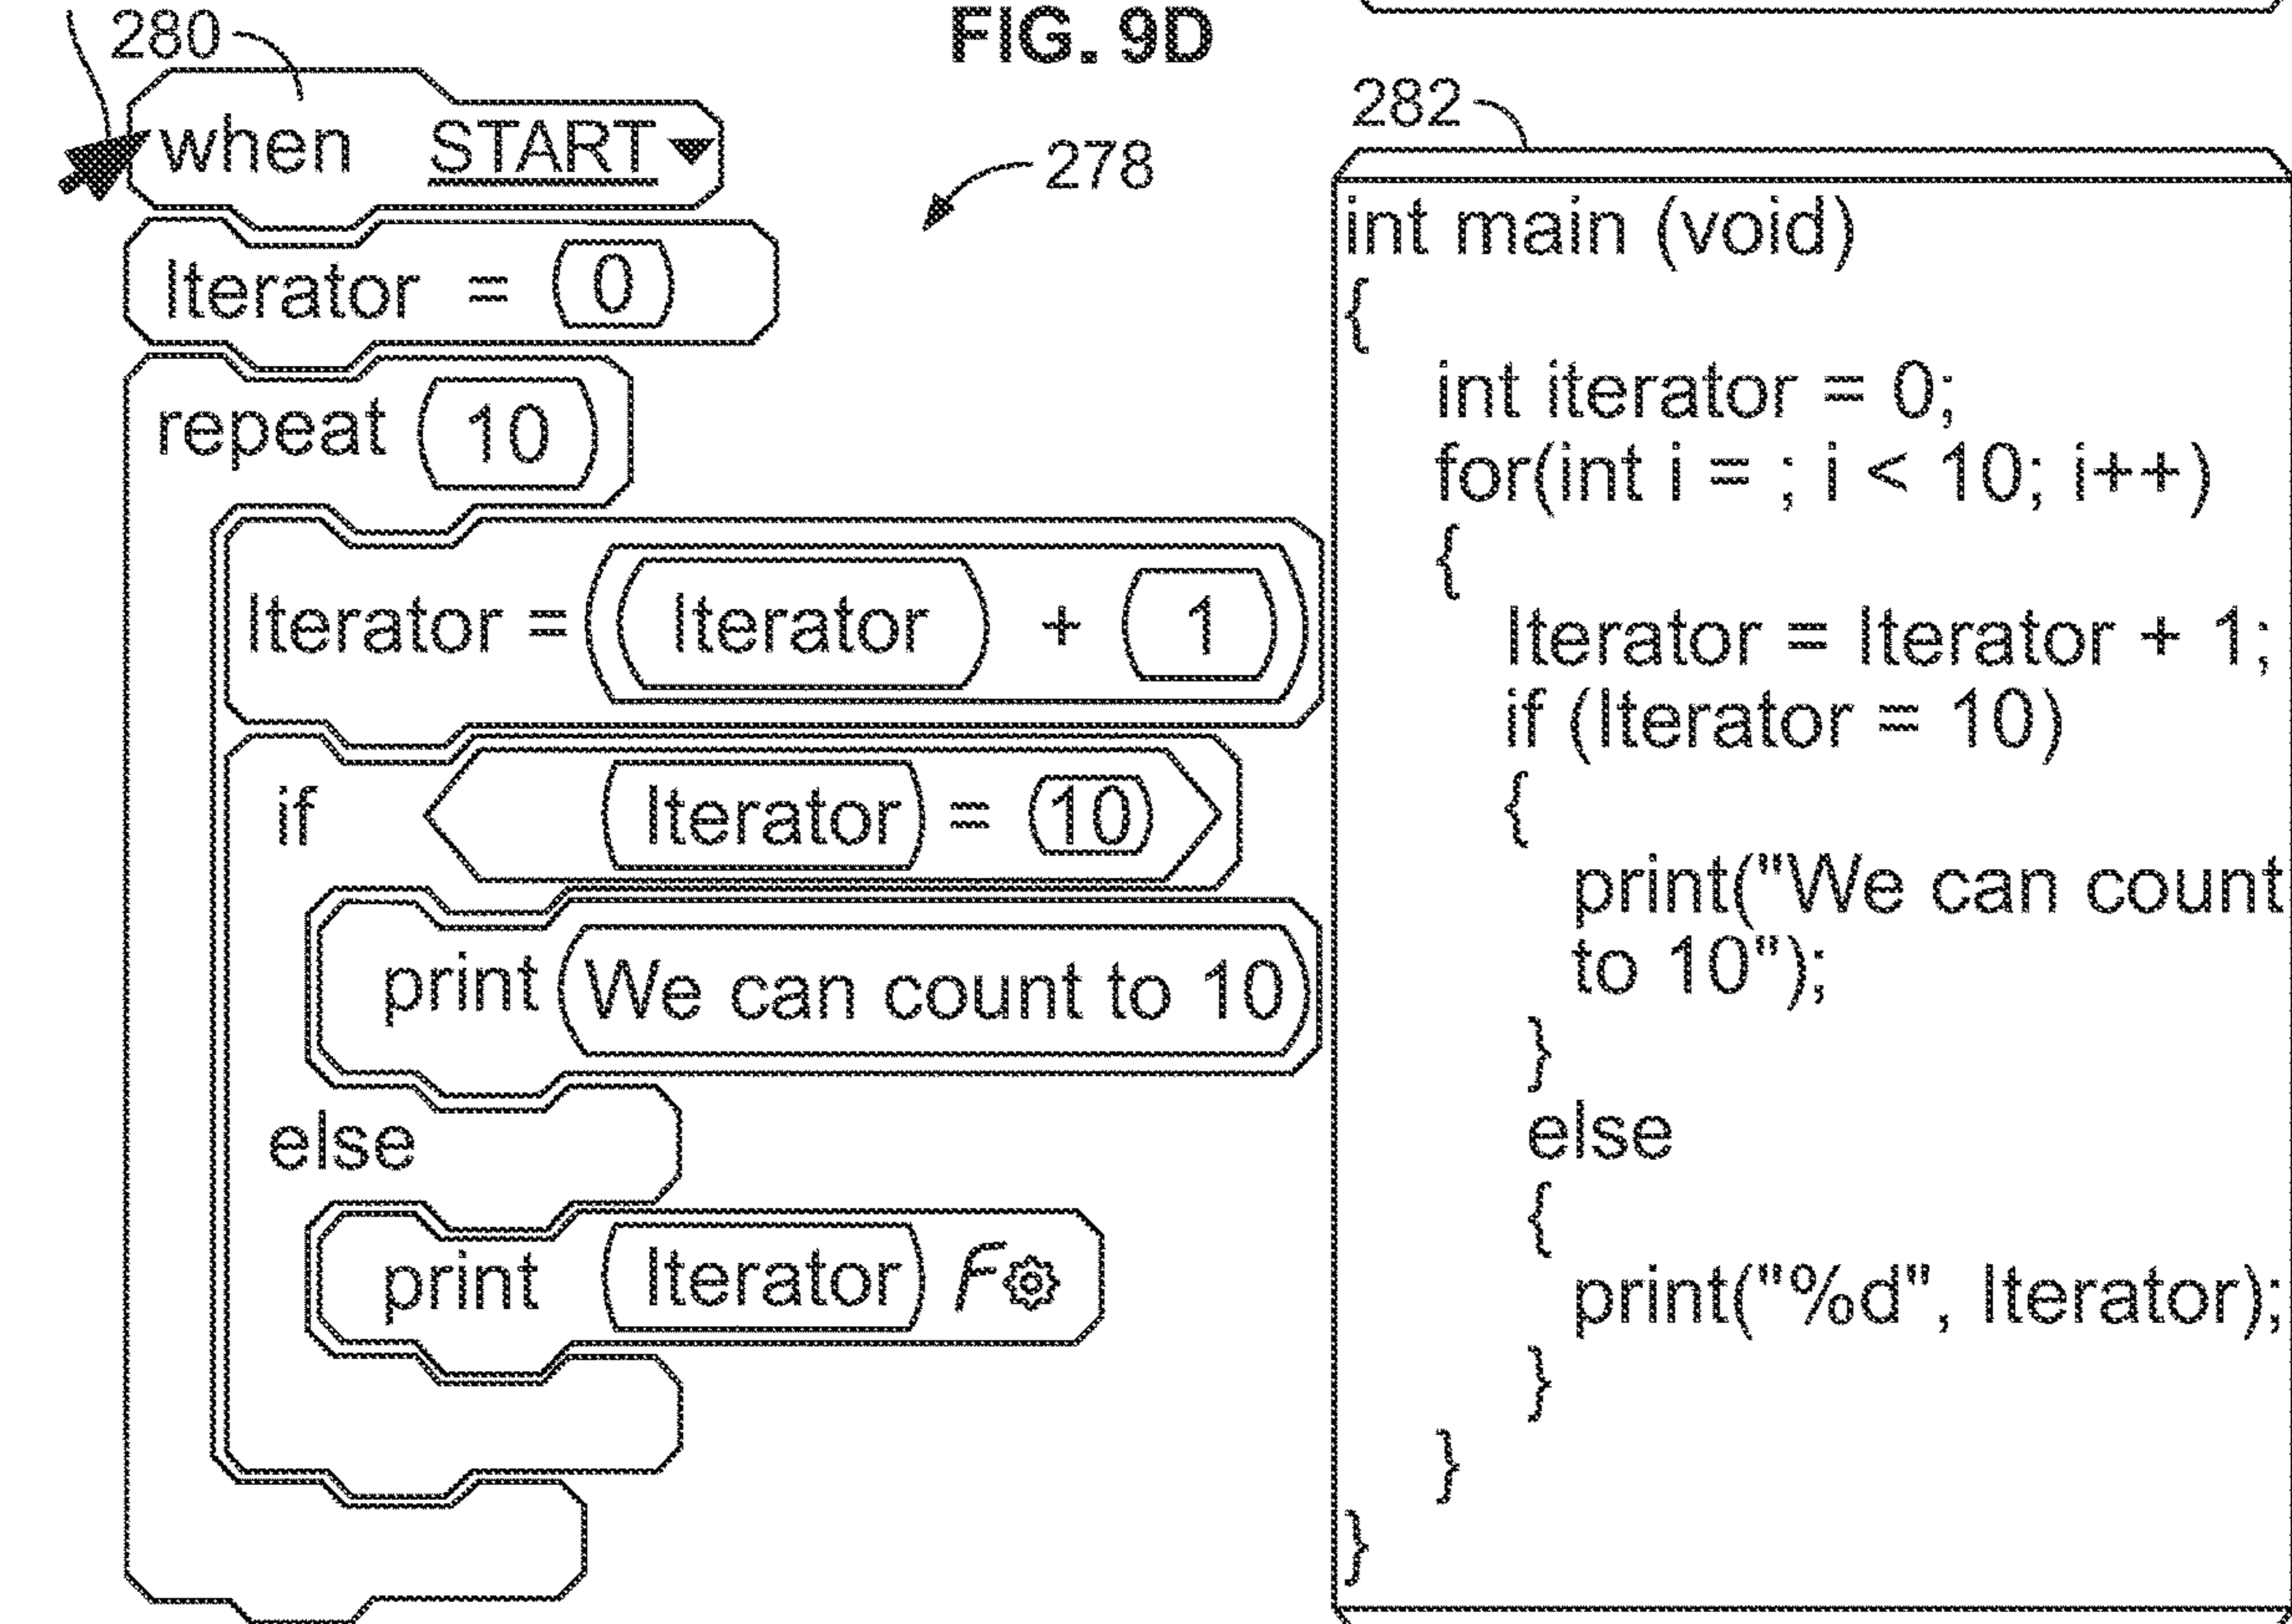 280
FIG. 9D
when START
278
Iterator = 0
repeat 10
Iterator = Iterator + 1
if Iterator = 10
print We can count to 10
else
print Iterator F
282
int main (void)
{
int iterator = 0;
for(int i = ; i < 10; i++)
{
Iterator = Iterator + 1;
if (Iterator = 10)
{
print("We can count
to 10");
}
else
{
print("%d", Iterator);
}
}
}